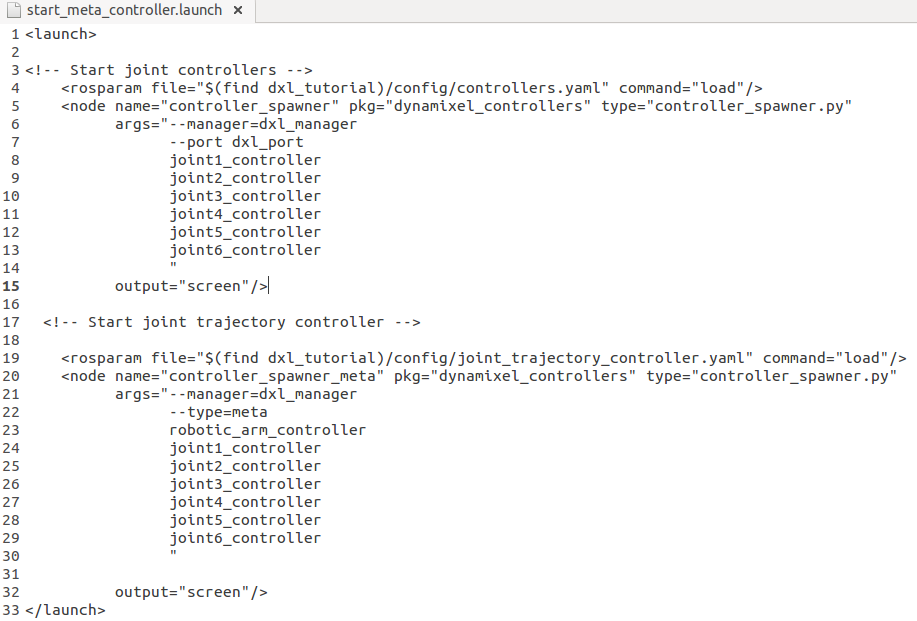 start_meta_controller.launch ×
1 <launch>
2
3 <!-- Start joint controllers -->
4 <rosparam file="$(find dxl_tutorial)/config/controllers.yaml" command="load"/>
5 <node name="controller_spawner" pkg="dynamixel_controllers" type="controller_spawner.py"
6 args="--manager=dxl_manager
7 --port dxl_port
8 joint1_controller
9 joint2_controller
10 joint3_controller
11 joint4_controller
12 joint5_controller
13 joint6_controller
14 "
15 output="screen"/>
16
17 <!-- Start joint trajectory controller -->
18
19 <rosparam file="$(find dxl_tutorial)/config/joint_trajectory_controller.yaml" command="load"/>
20 <node name="controller_spawner_meta" pkg="dynamixel_controllers" type="controller_spawner.py"
21 args="--manager=dxl_manager
22 --type=meta
23 robotic_arm_controller
24 joint1_controller
25 joint2_controller
26 joint3_controller
27 joint4_controller
28 joint5_controller
29 joint6_controller
30 "
31
32 output="screen"/>
33 </launch>